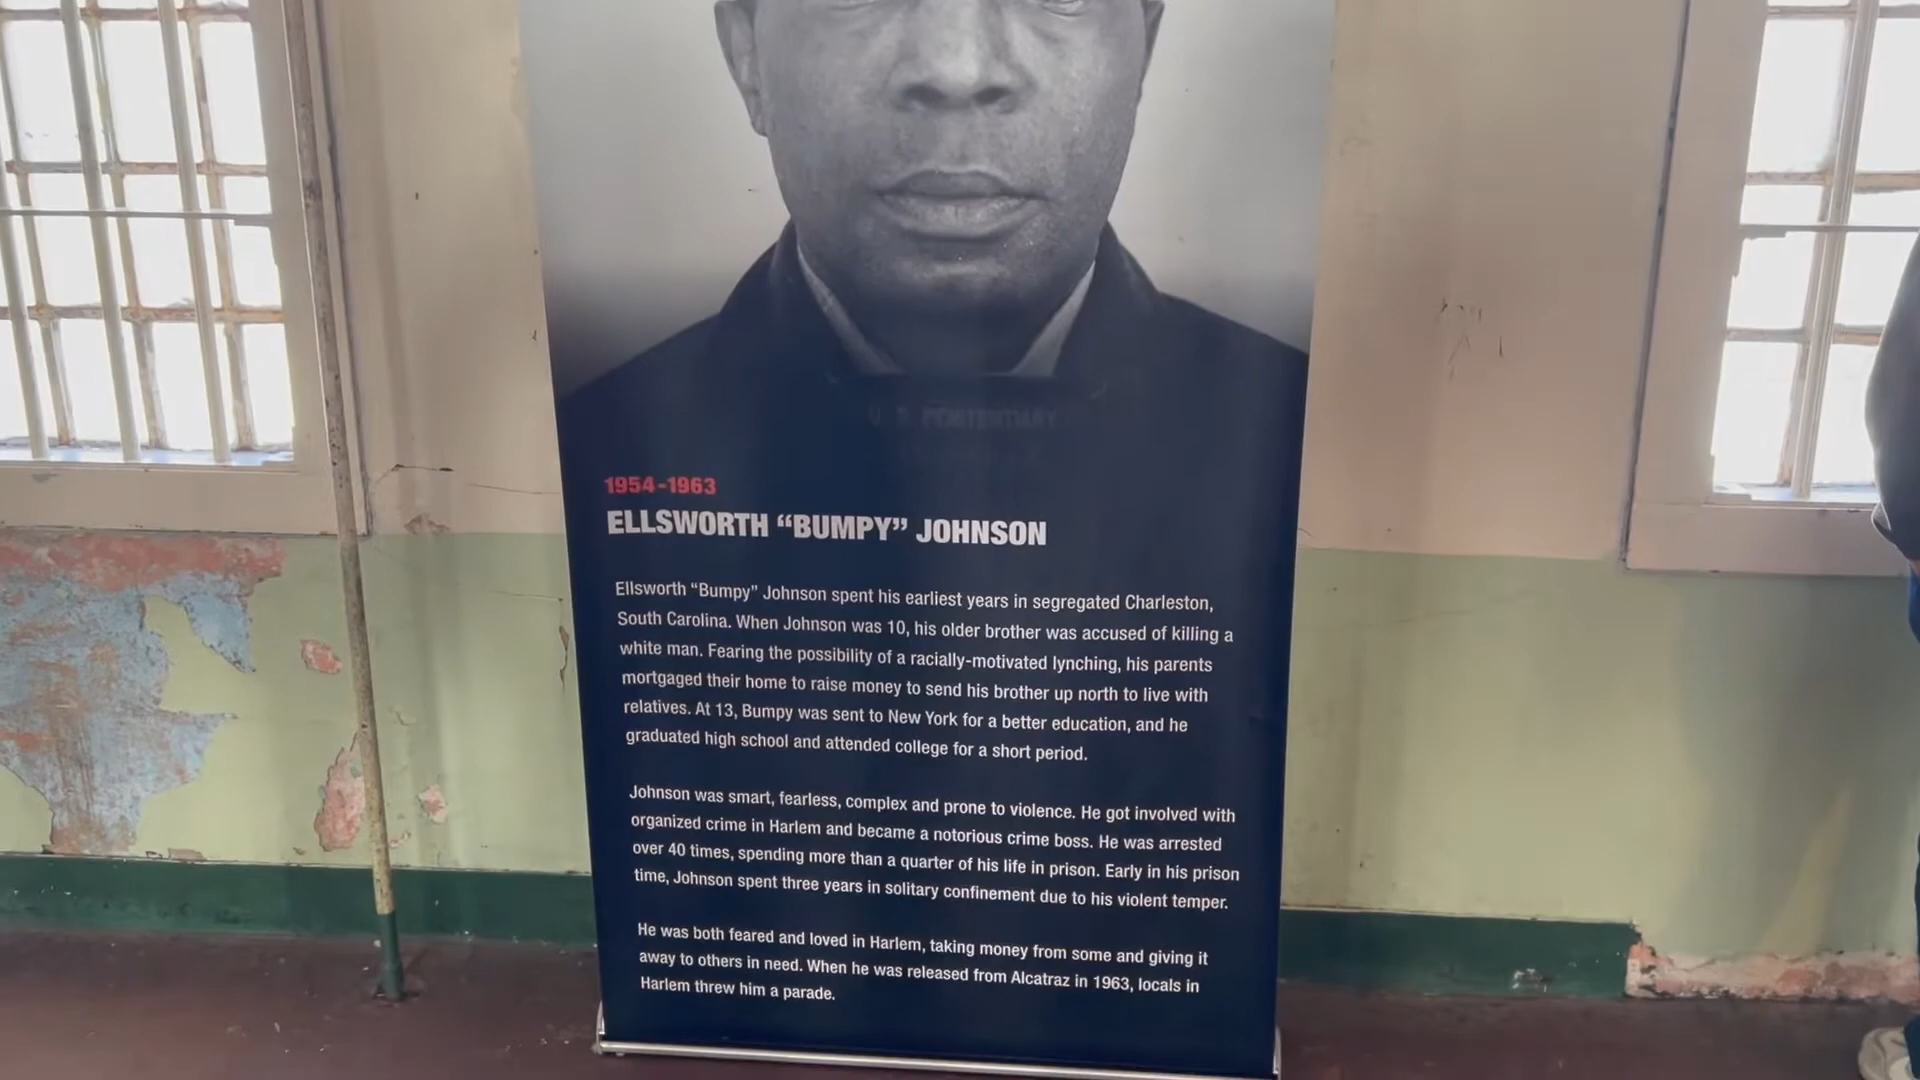 U. S. PENITENTIARY
1954-1963
ELLSWORTH “BUMPY” JOHNSON
Ellsworth “Bumpy” Johnson spent his earliest years in segregated Charleston,
South Carolina. When Johnson was 10, his older brother was accused of killing a
white man. Fearing the possibility of a racially-motivated lynching, his parents
mortgaged their home to raise money to send his brother up north to live with
relatives. At 13, Bumpy was sent to New York for a better education, and he
graduated high school and attended college for a short period.
Johnson was smart, fearless, complex and prone to violence. He got involved with
organized crime in Harlem and became a notorious crime boss. He was arrested
over 40 times, spending more than a quarter of his life in prison. Early in his prison
time, Johnson spent three years in solitary confinement due to his violent temper.
He was both feared and loved in Harlem, taking money from some and giving it
away to others in need. When he was released from Alcatraz in 1963, locals in
Harlem threw him a parade.